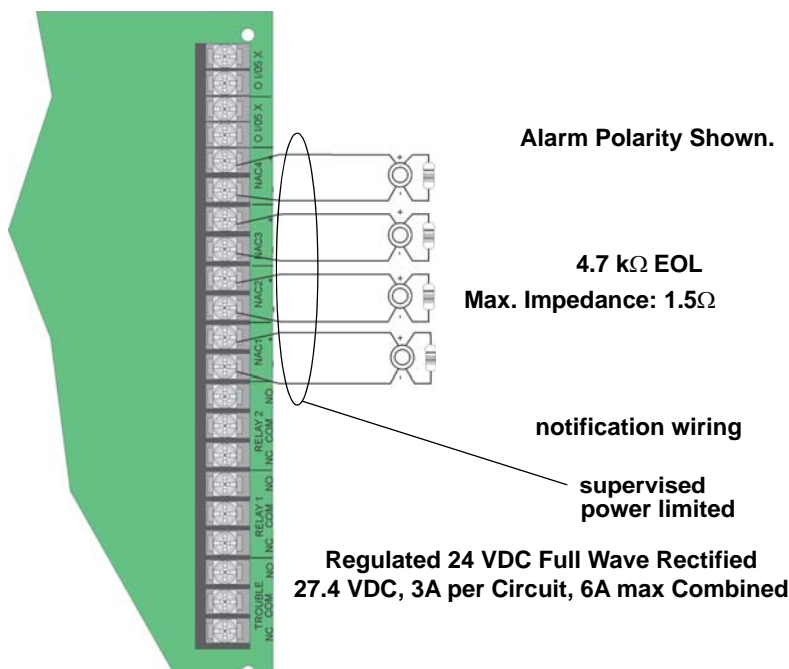 O I/05 X
O I/05 X
NAC4
+
-
NAC3
+
-
NAC2
+
-
NAC1
+
-
RELAY 2
NO
COM
NC
RELAY 1
NO
COM
NC
TROUBLE
NO
COM
NC
+
-
+
-
+
-
+
-
Alarm Polarity Shown.
4.7 kΩ EOL
Max. Impedance: 1.5Ω
notification wiring
supervised
power limited
Regulated 24 VDC Full Wave Rectified
27.4 VDC, 3A per Circuit, 6A max Combined